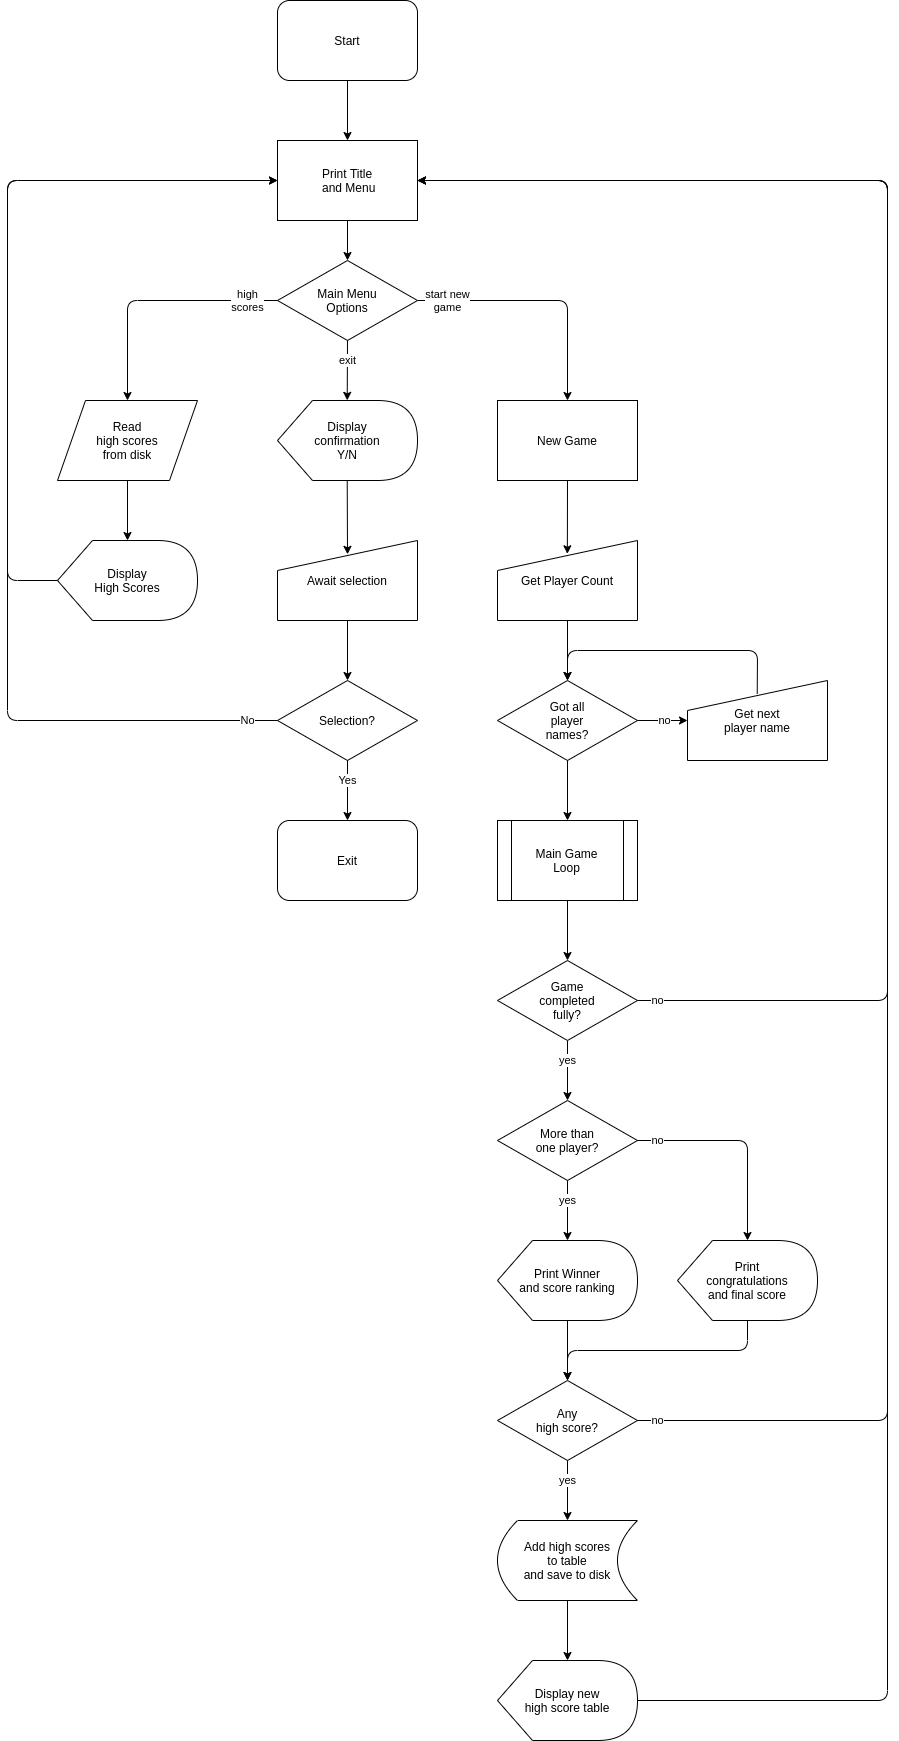 Start
Print Title
and Menu
high
scores
Main Menu
Options
start new
game
exit
Read
high scores
from disk
Display
confirmation
Y/N
New Game
Display
High Scores
Await selection
Get Player Count
No
Selection?
Got all
player
names?
no
Get next
player name
Yes
Exit
Main Game
Loop
Game
completed
fully?
no
yes
More than
one player?
no
yes
Print Winner
and score ranking
Print
congratulations
and final score
Any
high score?
no
yes
Add high scores
to table
and save to disk
Display new
high score table